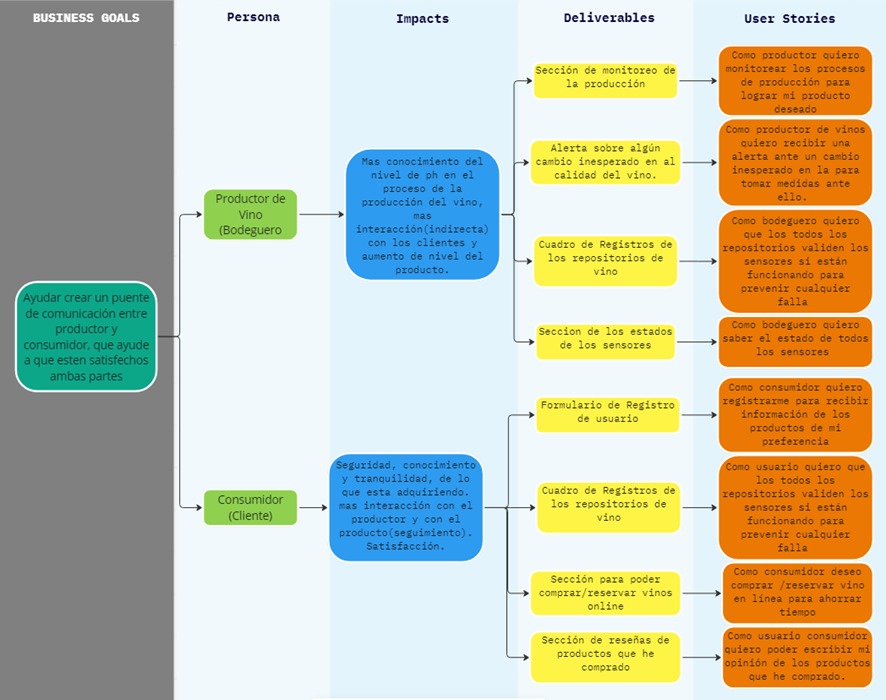 BUSINESS GOALS
Persona
Impacts
Deliverables
User Stories
Ayudar crear un puente
de comunicación entre
productor y
consumidor, que ayude
a que esten satisfechos
ambas partes
Productor de
Vino
(Bodeguero
Mas conocimiento del
nivel de ph en el
proceso de la
producción del vino,
mas
interacción(indirecta)
con los clientes y
aumento de nivel del
producto.
Sección de monitoreo de
la producción
Como productor quiero
monitorear los procesos
de producción para
lograr mi producto
deseado
Alerta sobre algún
cambio inesperado en al
calidad del vino.
Como productor de vinos
quiero recibir una
alerta ante un cambio
inesperado en la para
tomar medidas ante
ello.
Cuadro de Registros de
los repositorios de
vino
Como bodeguero quiero
que los todos los
repositorios validen los
sensores si están
funcionando para
prevenir cualquier
falla
Seccion de los estados
de los sensores
Como bodeguero quiero
saber el estado de todos
los sensores
Consumidor
(Cliente)
Seguridad, conocimiento
y tranquilidad, de lo
que esta adquiriendo.
mas interacción con el
productor y con el
producto(seguimiento).
Satisfacción.
Formulario de Registro
de usuario
Como consumidor quiero
registrarme para recibir
información de los
productos de mi
preferencia
Cuadro de Registros de
los repositorios de
vino
Como usuario quiero que
los todos los
repositorios validen los
sensores si están
funcionando para
prevenir cualquier
falla
Sección para poder
comprar/reservar vinos
online
Como consumidor deseo
comprar /reservar vino
en línea para ahorrar
tiempo
Sección de reseñas de
productos que he
comprado
Como usuario consumidor
quiero poder escribir mi
opinión de los productos
que he comprado.